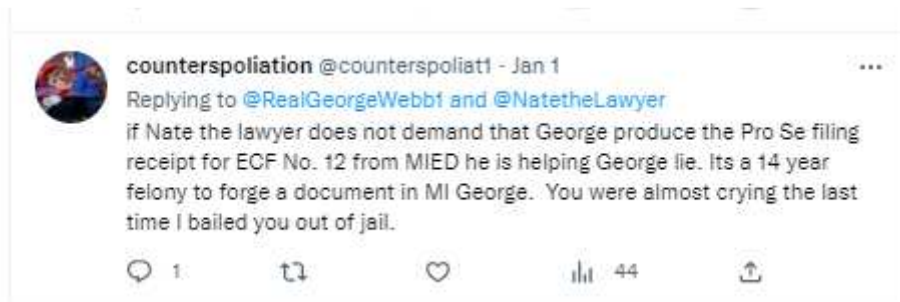 counterspoliation @counterspoliat1 - Jan 1
Replying to @RealGeorgeWebb1 and @NatetheLawyer
if Nate the lawyer does not demand that George produce the Pro Se filing
receipt for ECF No. 12 from MIED he is helping George lie. Its a 14 year
felony to forge a document in MI George.  You were almost crying the last
time I bailed you out of jail.
1 44